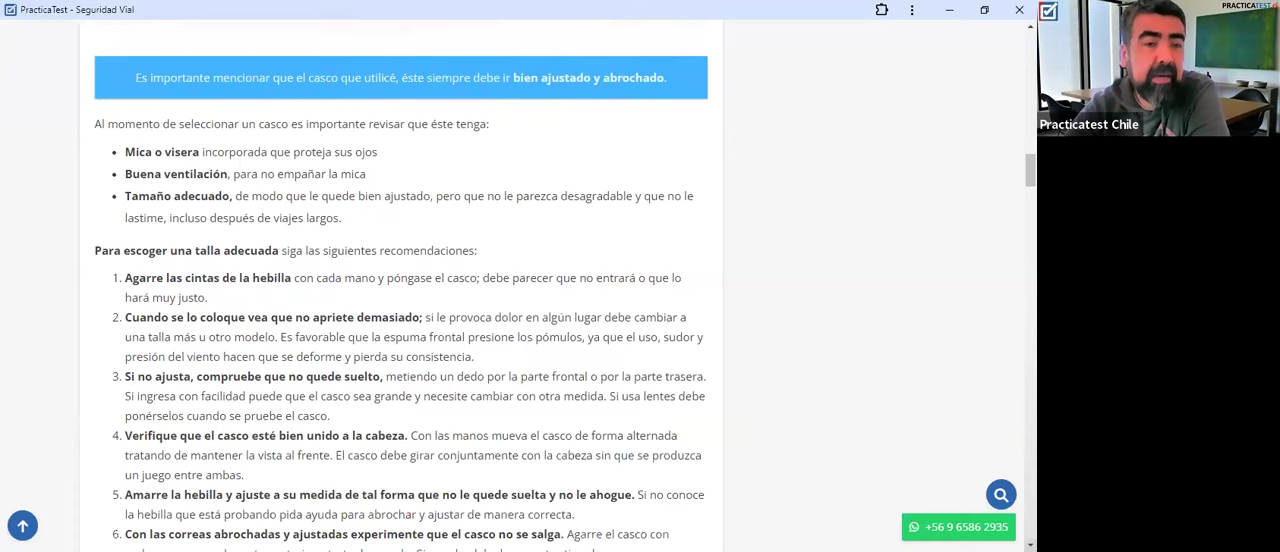 PracticaTest - Seguridad Vial
PRACTICATEST
Es importante mencionar que el casco que utilicé, éste siempre debe ir bien ajustado y abrochado.
Al momento de seleccionar un casco es importante revisar que éste tenga:
• Mica o visera incorporada que proteja sus ojos
• Buena ventilación, para no empañar la mica
• Tamaño adecuado, de modo que le quede bien ajustado, pero que no le parezca desagradable y que no le
lastime, incluso después de viajes largos.
Para escoger una talla adecuada siga las siguientes recomendaciones:
1. Agarre las cintas de la hebilla con cada mano y póngase el casco; debe parecer que no entrará o que lo
hará muy justo.
2. Cuando se lo coloque vea que no apriete demasiado; si le provoca dolor en algún lugar debe cambiar a
una talla más u otro modelo. Es favorable que la espuma frontal presione los pómulos, ya que el uso, sudor y
presión del viento hacen que se deforme y pierda su consistencia.
3. Si no ajusta, compruebe que no quede suelto, metiendo un dedo por la parte frontal o por la parte trasera.
Si ingresa con facilidad puede que el casco sea grande y necesite cambiar con otra medida. Si usa lentes debe
ponérselos cuando se pruebe el casco.
4. Verifique que el casco esté bien unido a la cabeza. Con las manos mueva el casco de forma alternada
tratando de mantener la vista al frente. El casco debe girar conjuntamente con la cabeza sin que se produzca
un juego entre ambas.
5. Amarre la hebilla y ajuste a su medida de tal forma que no le quede suelta y no le ahogue. Si no conoce
la hebilla que está probando pida ayuda para abrochar y ajustar de manera correcta.
6. Con las correas abrochadas y ajustadas experimente que el casco no se salga. Agarre el casco con
Practicatest Chile
+56 9 6586 2935